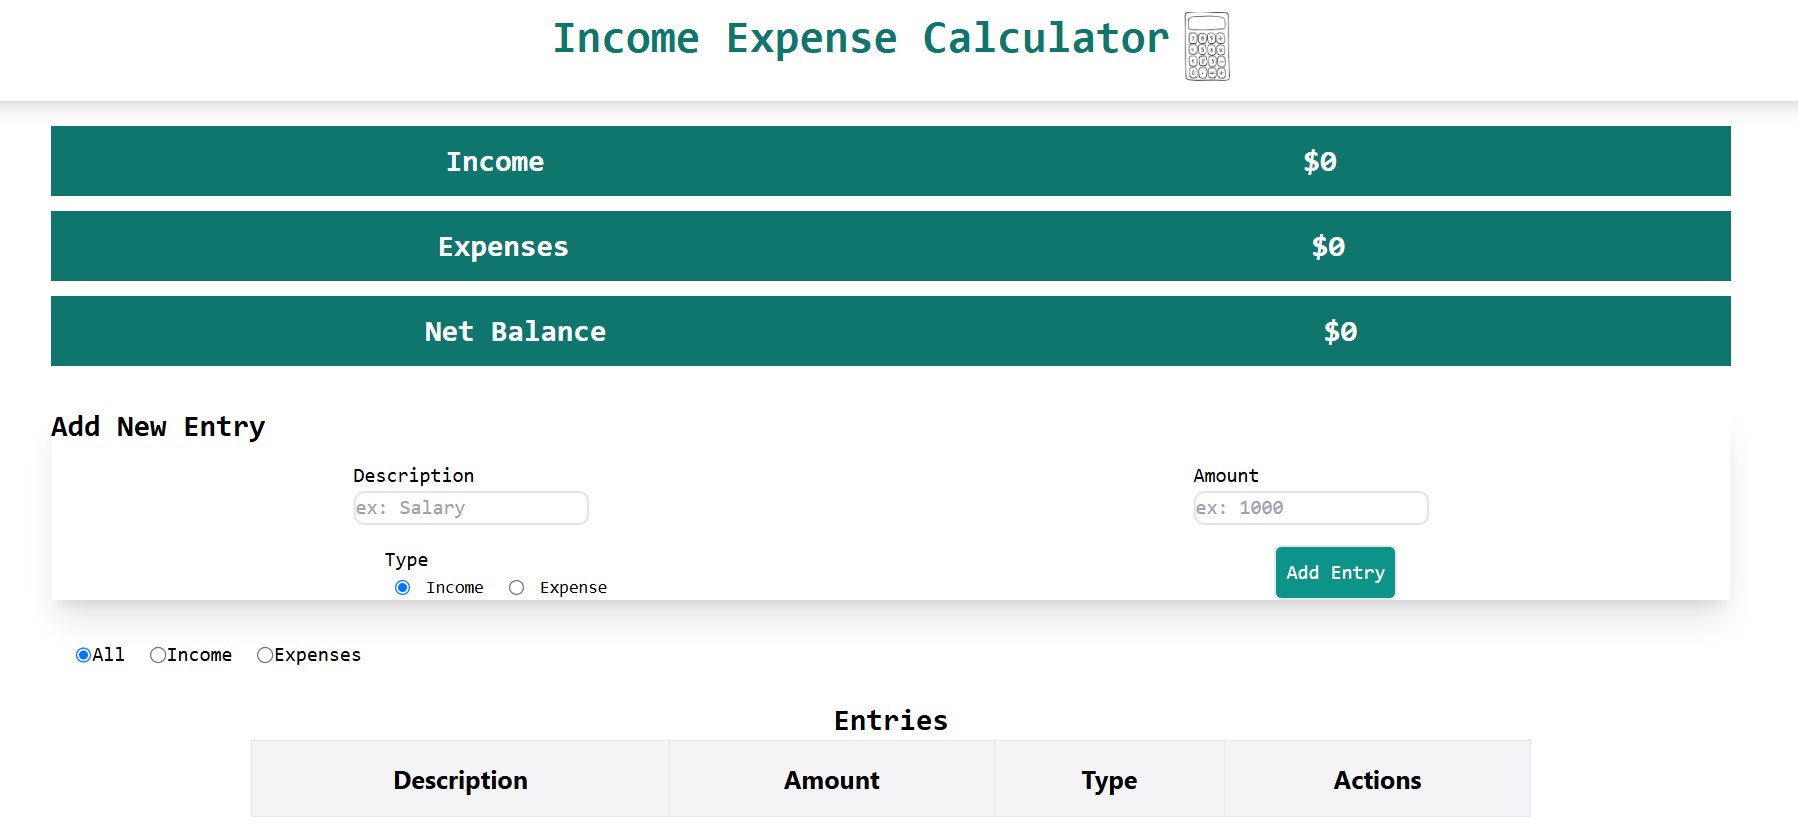 Income Expense Calculator
Income $0
Expenses $0
Net Balance $0
Add New Entry
Description Amount
ex: Salary ex: 1000
Type
Income Expense
Add Entry
All Income Expenses
Entries
Description Amount Type Actions